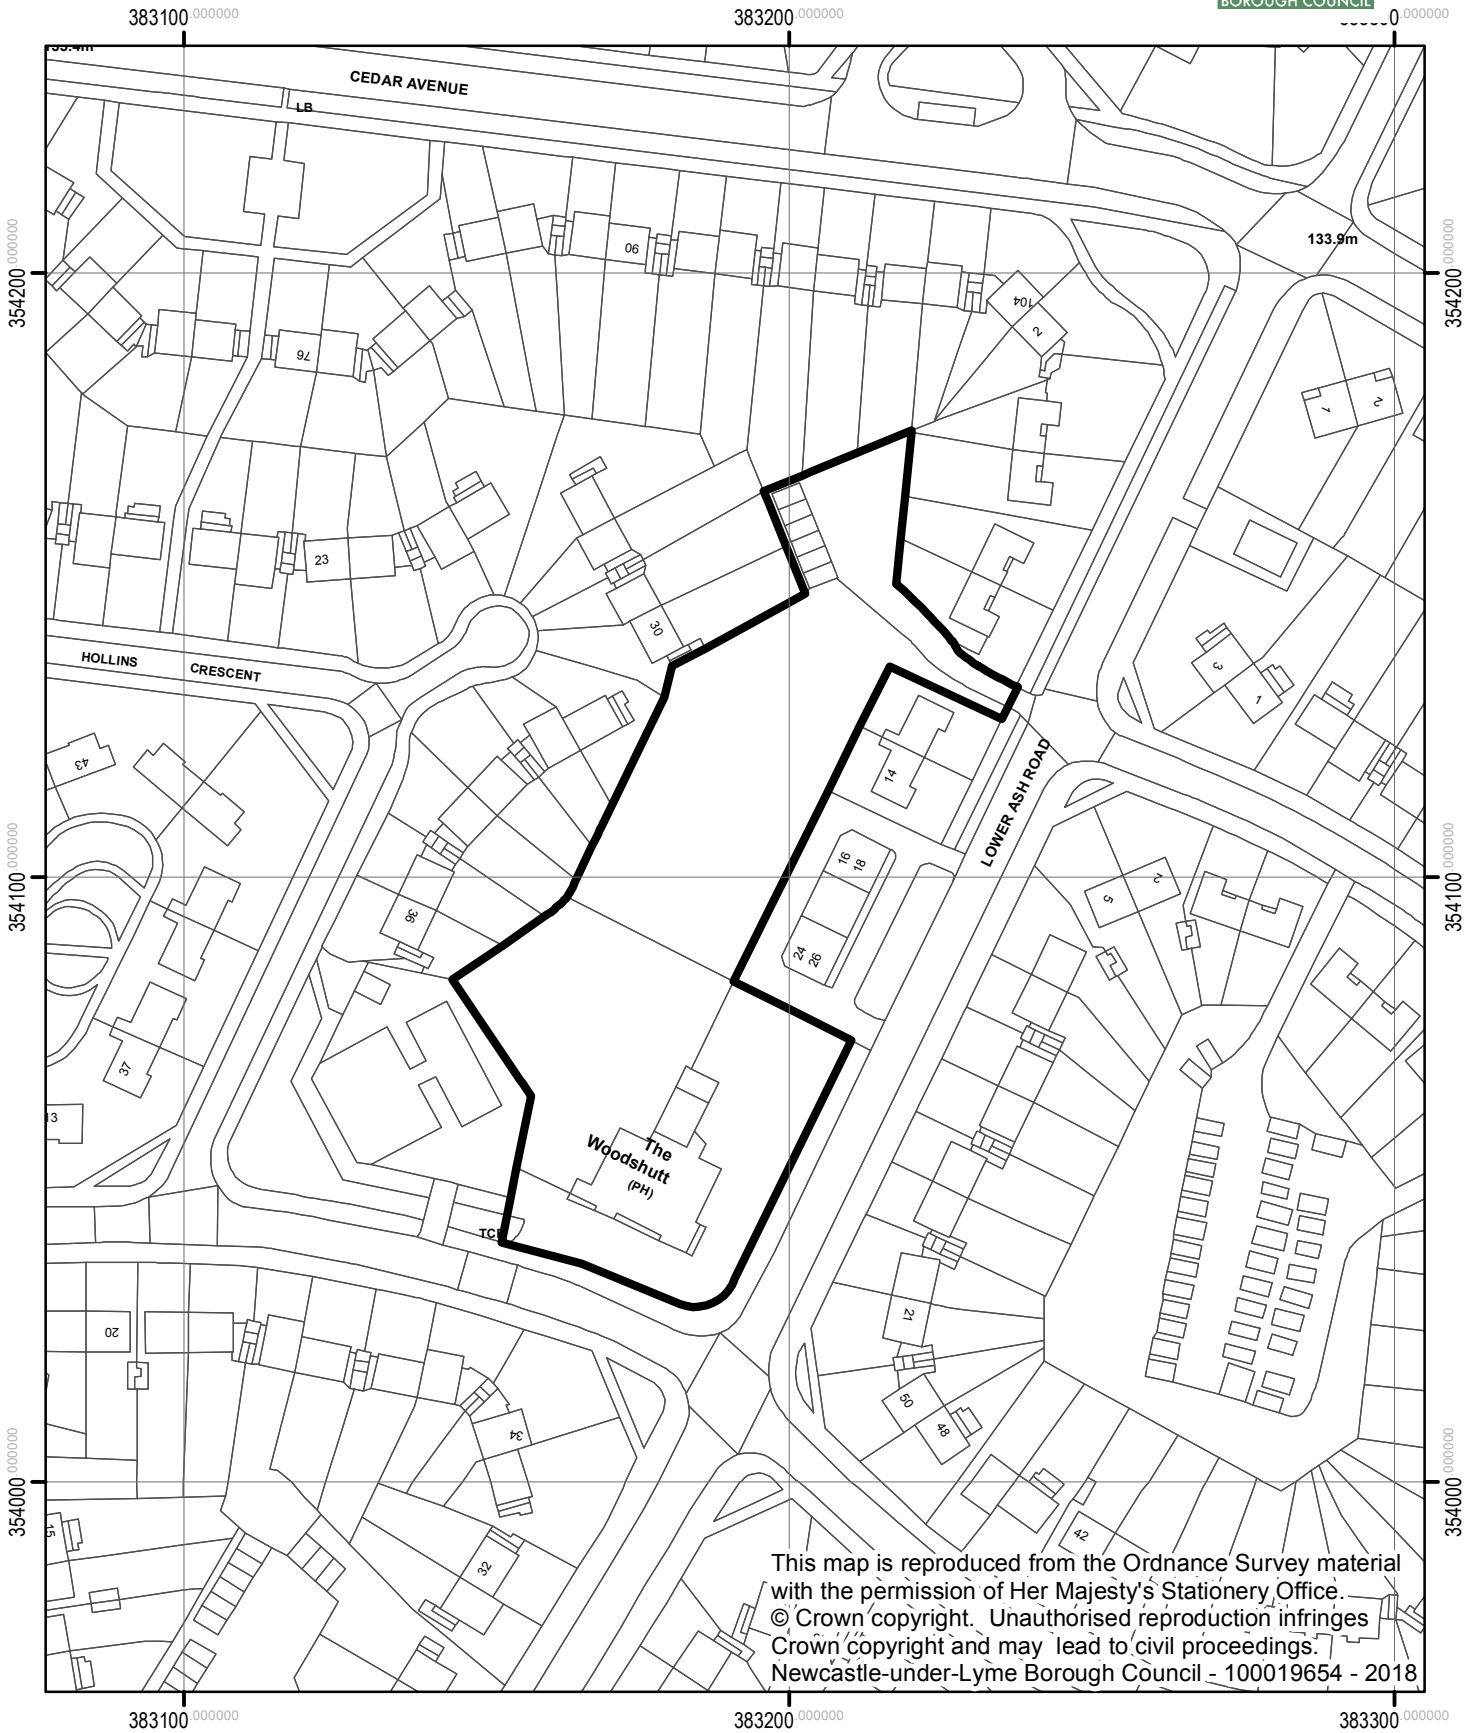 BOROUGH COUNCIL
383100.000000
383200.000000
CEDAR AVENUE
LB
90
133.9m
354200.000000
354200.000000
104
2
76
1
2
23
30
HOLLINS
CRESCENT
3
1
43
14
LOWER ASH ROAD
16
18
354100.000000
354100.000000
2
5
36
24
26
37
13
The
Woodshutt
(PH)
20
21
50
48
34
354000.000000
354000.000000
15
42
32
This map is reproduced from the Ordnance Survey material
with the permission of Her Majesty's Stationery Office.
© Crown copyright. Unauthorised reproduction infringes
Crown copyright and may lead to civil proceedings.
Newcastle-under-Lyme Borough Council - 100019654 - 2018
383100.000000
383200.000000
383300.000000